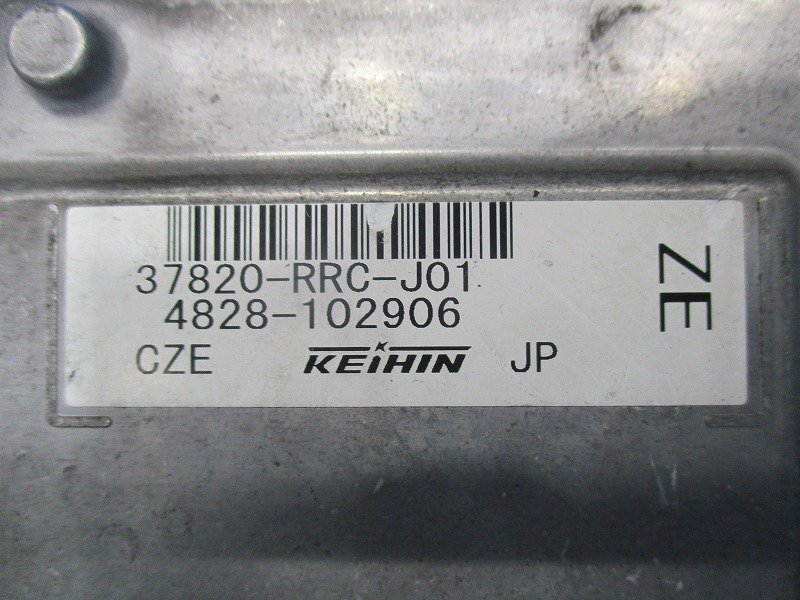 37820-RRC-J01
4828-102906
CZE KEIHIN JP
ZE